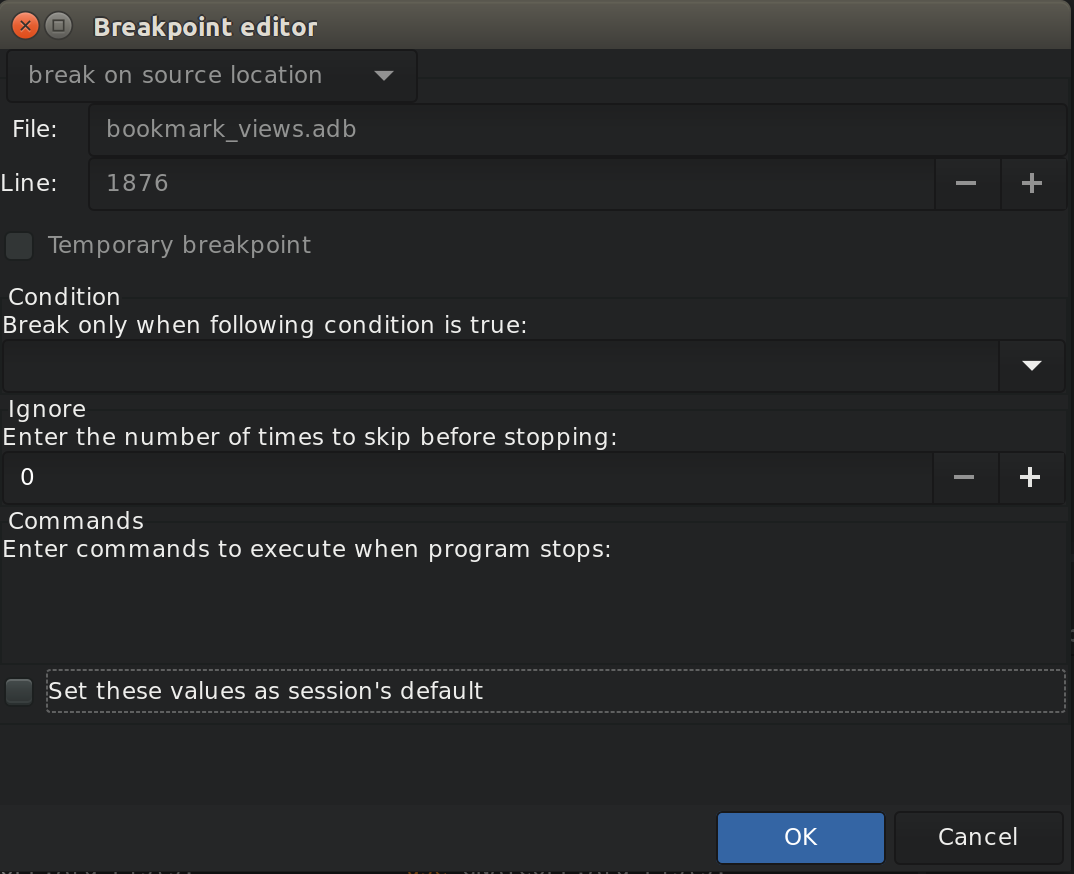 Breakpoint editor
break on source location
File: bookmark_views.adb
Line: 1876
Temporary breakpoint
Condition
Break only when following condition is true:
Ignore
Enter the number of times to skip before stopping:
0
Commands
Enter commands to execute when program stops:
Set these values as session's default
OK Cancel